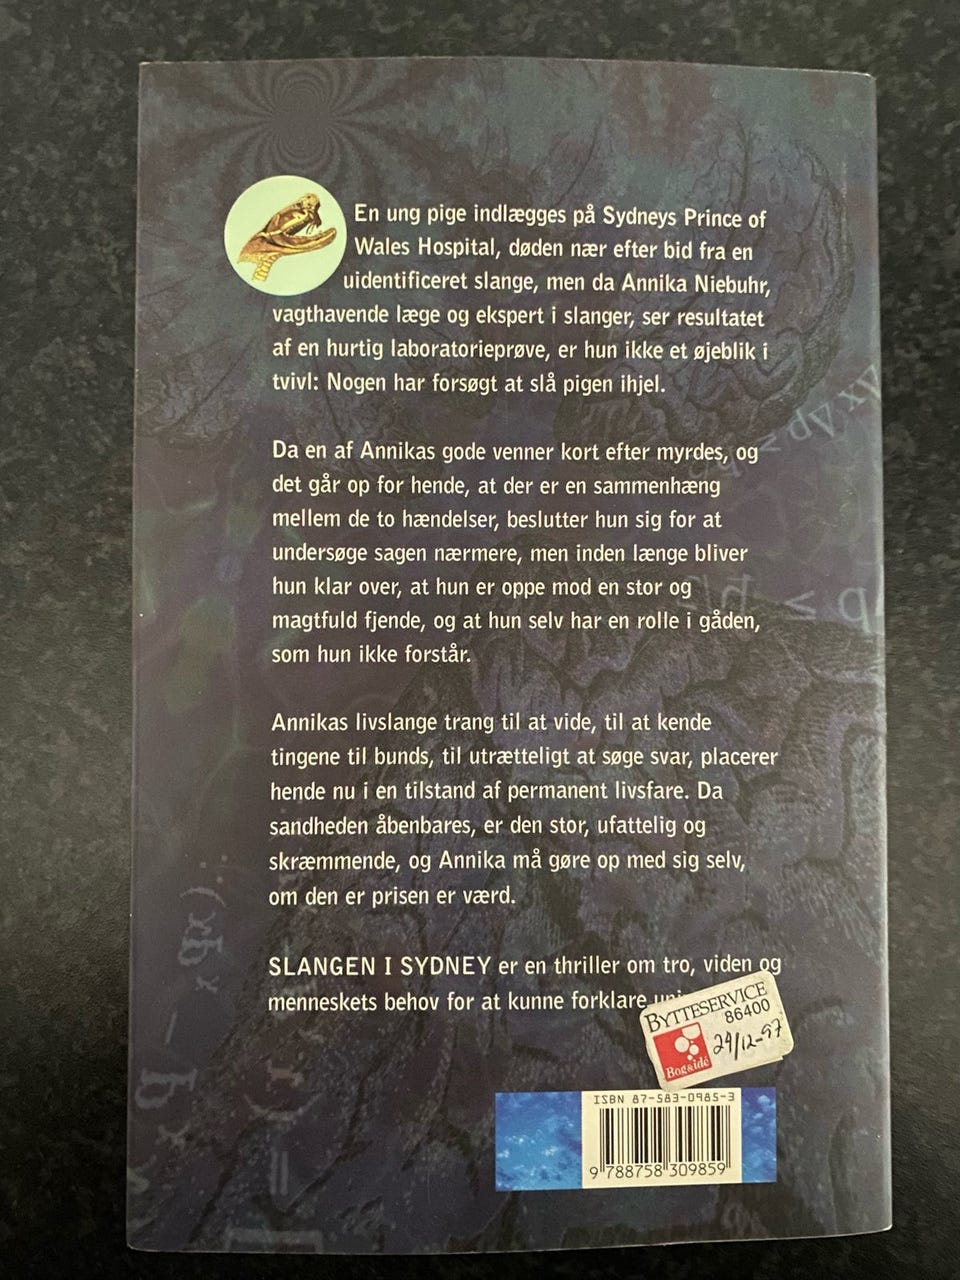 En ung pige indlægges på Sydneys Prince of
Wales Hospital, døden nær efter bid fra en
uidentificeret slange, men da Annika Niebuhr,
vagthavende læge og ekspert i slanger, ser resultatet
af en hurtig laboratorieprøve, er hun ikke et øjeblik i
tvivl: Nogen har forsøgt at slå pigen ihjel.
Da en af Annikas gode venner kort efter myrdes, og
det går op for hende, at der er en sammenhæng
mellem de to hændelser, beslutter hun sig for at
undersøge sagen nærmere, men inden længe bliver
hun klar over, at hun er oppe mod en stor og
magtfuld fjende, og at hun selv har en rolle i gåden,
som hun ikke forstår.
Annikas livslange trang til at vide, til at kende
tingene til bunds, til utrætteligt at søge svar, placerer
hende nu i en tilstand af permanent livsfare. Da
sandheden åbenbares, er den stor, ufattelig og
skræmmende, og Annika må gøre op med sig selv,
om den er prisen er værd.
SLANGEN I SYDNEY er en thriller om tro, viden og
menneskets behov for at kunne forklare
BYTTESERVICE
86400
24/12-97
Bog&idé
ISBN 87-583-0985-3
9 788758 309859